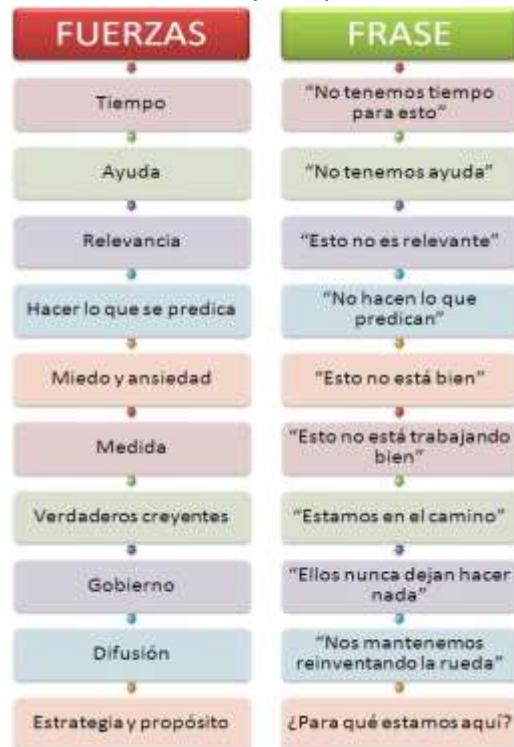 FUERZAS
FRASE
Tiempo
"No tenemos tiempo
para esto"
Ayuda
"No tenemos ayuda"
Relevancia
"Esto no es relevante"
Hacer lo que se predica
"No hacen lo que
predican"
Miedo y ansiedad
"Esto no está bien"
Medida
"Esto no está trabajando
bien"
Verdaderos creyentes
"Estamos en el camino"
Gobierno
"Ellos nunca dejan hacer
nada"
Difusión
"Nos mantenemos
reinventando la rueda"
Estrategia y propósito
¿Para qué estamos aquí?